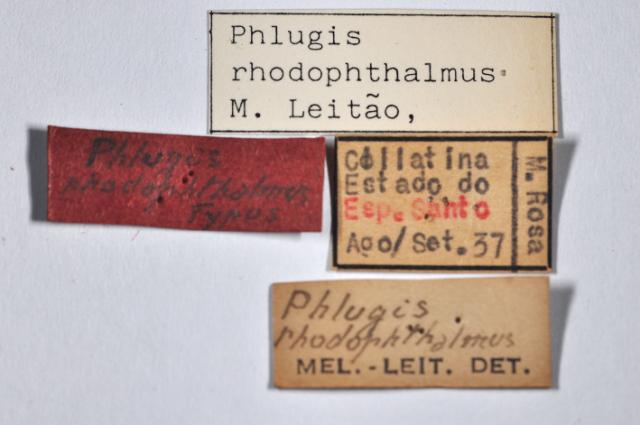 Phlugis
rhodophthalmus
M. Leitão,
Phlugis
rhodophthalmus
Typus
Collatina
Estado do
Esp. Santo
Ago/Set. 37
M. Rosa
Phlugis
rhodophthalmus
MEL.-LEIT. DET.